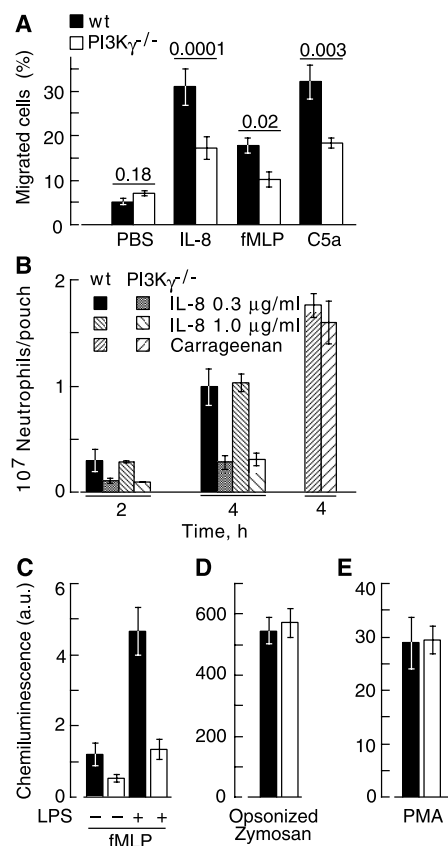 A
wt
PI3Kγ-/-
Migrated cells (%)
30
20
10
0
0.18
0.0001
0.02
0.003
PBS IL-8 fMLP C5a
B
wt PI3Kγ-/-
IL-8 0.3 µg/ml
IL-8 1.0 µg/ml
Carrageenan
10⁷ Neutrophils/pouch
2
1
0
2 4 4
Time, h
C
Chemiluminescence (a.u.)
6
4
2
0
LPS – – + +
fMLP
D
600
400
200
0
Opsonized
Zymosan
E
40
30
20
10
0
PMA